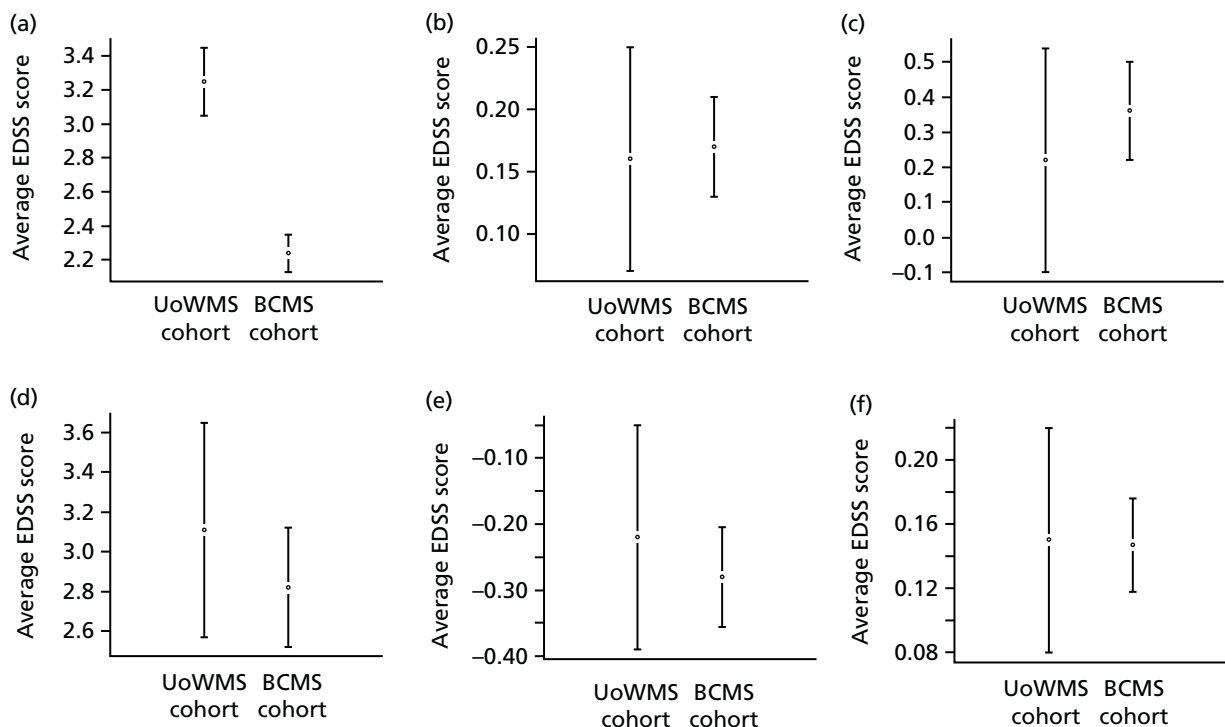 (a)
Average EDSS score
3.4
3.2
3.0
2.8
2.6
2.4
2.2
UoWMS BCMS
cohort cohort
(b)
Average EDSS score
0.25
0.20
0.15
0.10
UoWMS BCMS
cohort cohort
(c)
Average EDSS score
0.5
0.4
0.3
0.2
0.1
0.0
–0.1
UoWMS BCMS
cohort cohort
(d)
Average EDSS score
3.6
3.4
3.2
3.0
2.8
2.6
UoWMS BCMS
cohort cohort
(e)
Average EDSS score
–0.10
–0.20
–0.30
–0.40
UoWMS BCMS
cohort cohort
(f)
Average EDSS score
0.20
0.16
0.12
0.08
UoWMS BCMS
cohort cohort